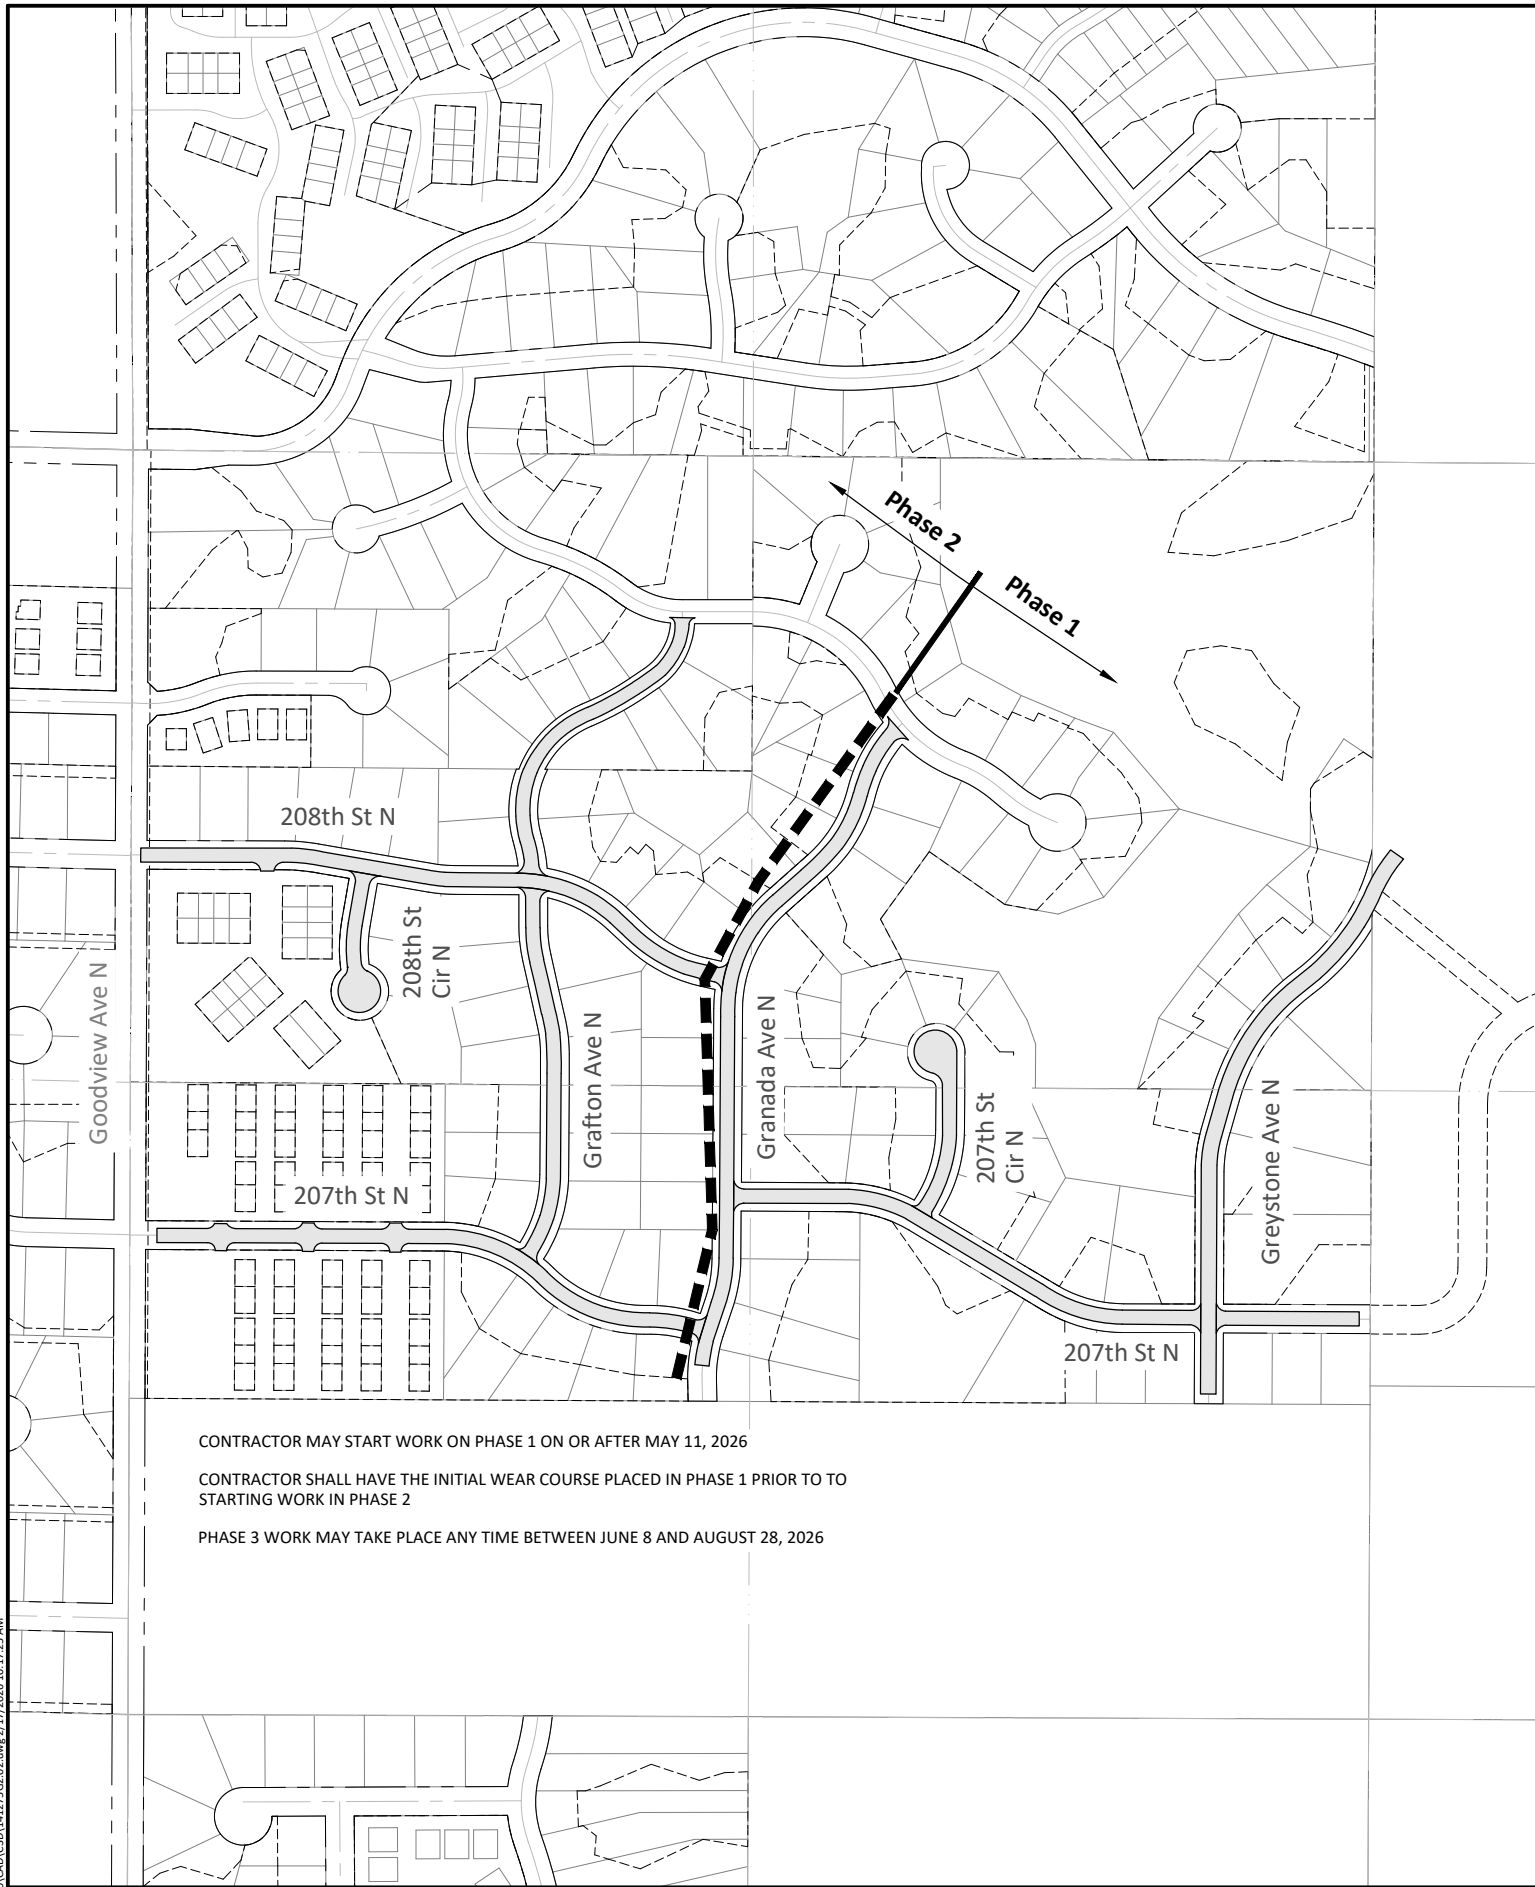 Phase 2
Phase 1
208th St N
208th St
Cir N
Goodview Ave N
Grafton Ave N
Granada Ave N
207th St
Cir N
Greystone Ave N
207th St N
207th St N
CONTRACTOR MAY START WORK ON PHASE 1 ON OR AFTER MAY 11, 2026
CONTRACTOR SHALL HAVE THE INITIAL WEAR COURSE PLACED IN PHASE 1 PRIOR TO TO
STARTING WORK IN PHASE 2
PHASE 3 WORK MAY TAKE PLACE ANY TIME BETWEEN JUNE 8 AND AUGUST 28, 2026